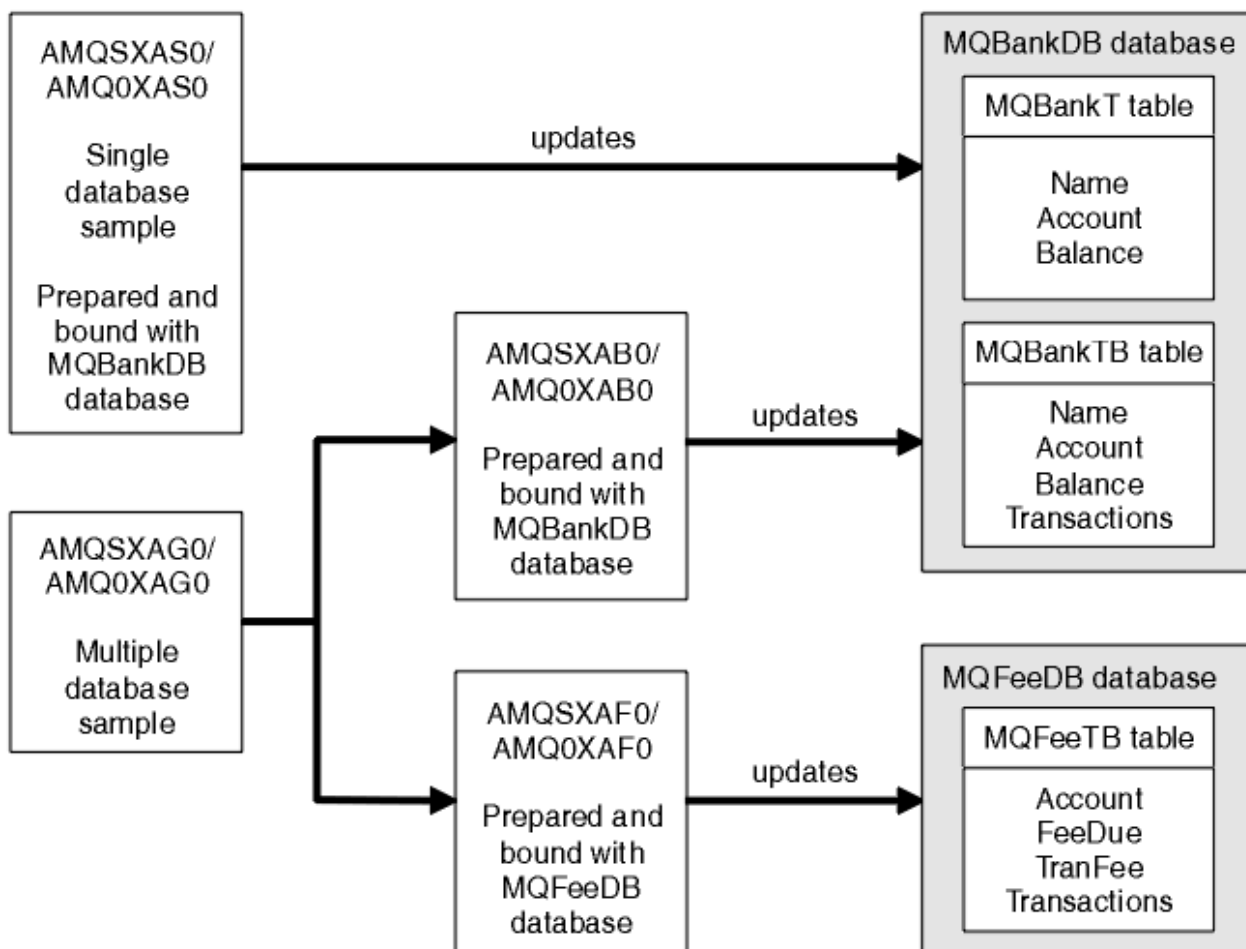 AMQSXAS0/
AMQ0XAS0
Single
database
sample
Prepared and
bound with
MQBankDB
database
updates
MQBankDB database
MQBankT table
Name
Account
Balance
MQBankTB table
Name
Account
Balance
Transactions
AMQSXAG0/
AMQ0XAG0
Multiple
database
sample
AMQSXAB0/
AMQ0XAB0
Prepared and
bound with
MQBankDB
database
updates
AMQSXAF0/
AMQ0XAF0
Prepared and
bound with
MQFeeDB
database
updates
MQFeeDB database
MQFeeTB table
Account
FeeDue
TranFee
Transactions